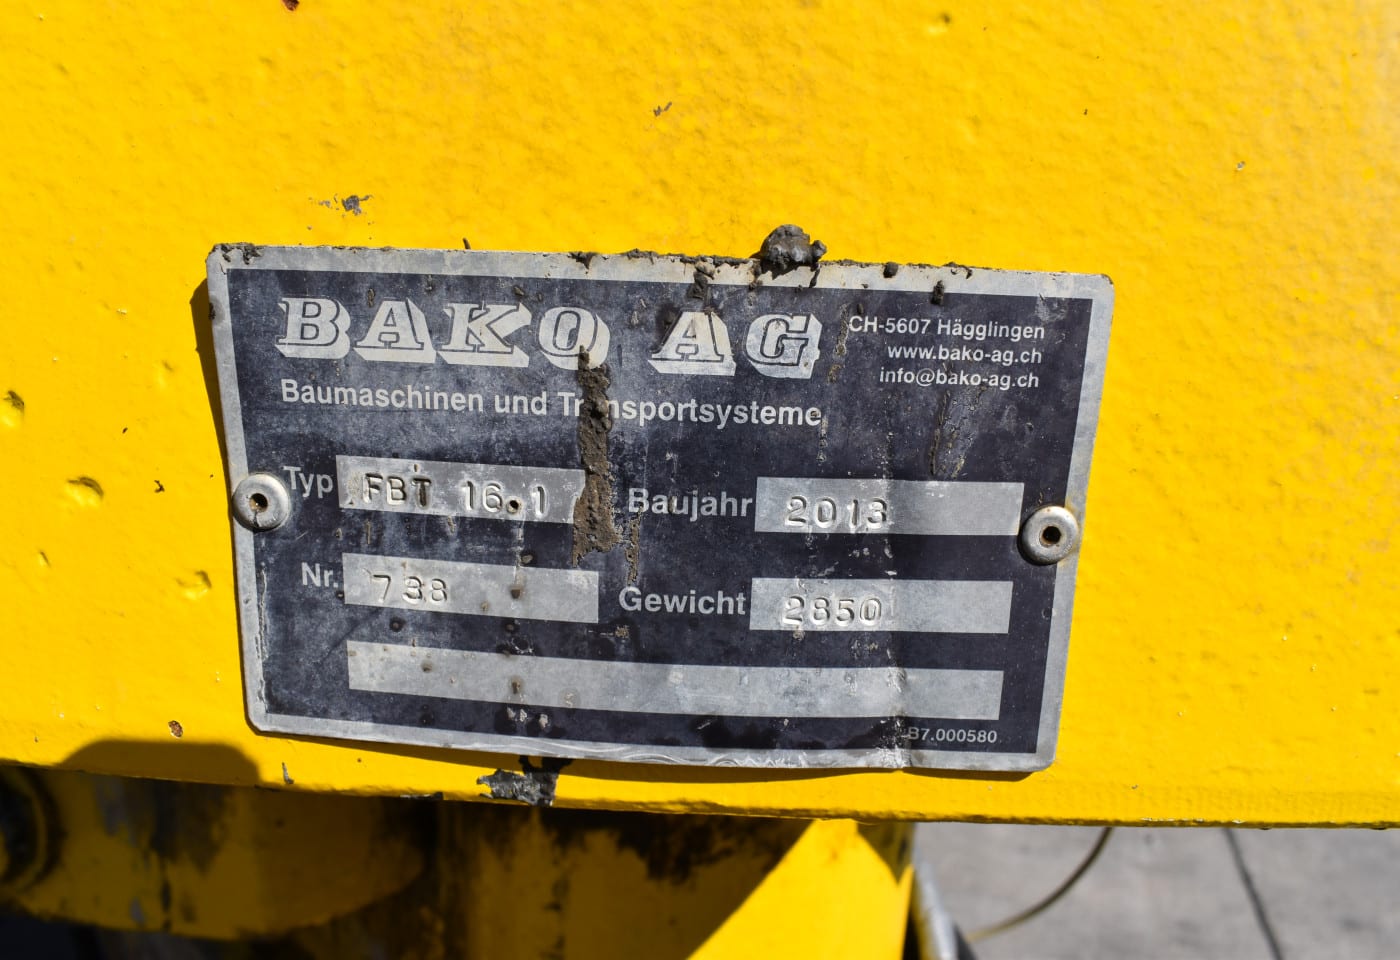 BAKO AG
CH-5607 Hägglingen
www.bako-ag.ch
info@bako-ag.ch
Baumaschinen und Transportsysteme
Typ FBT 16.1 Baujahr 2013
Nr. 738 Gewicht 2850
B7.000580